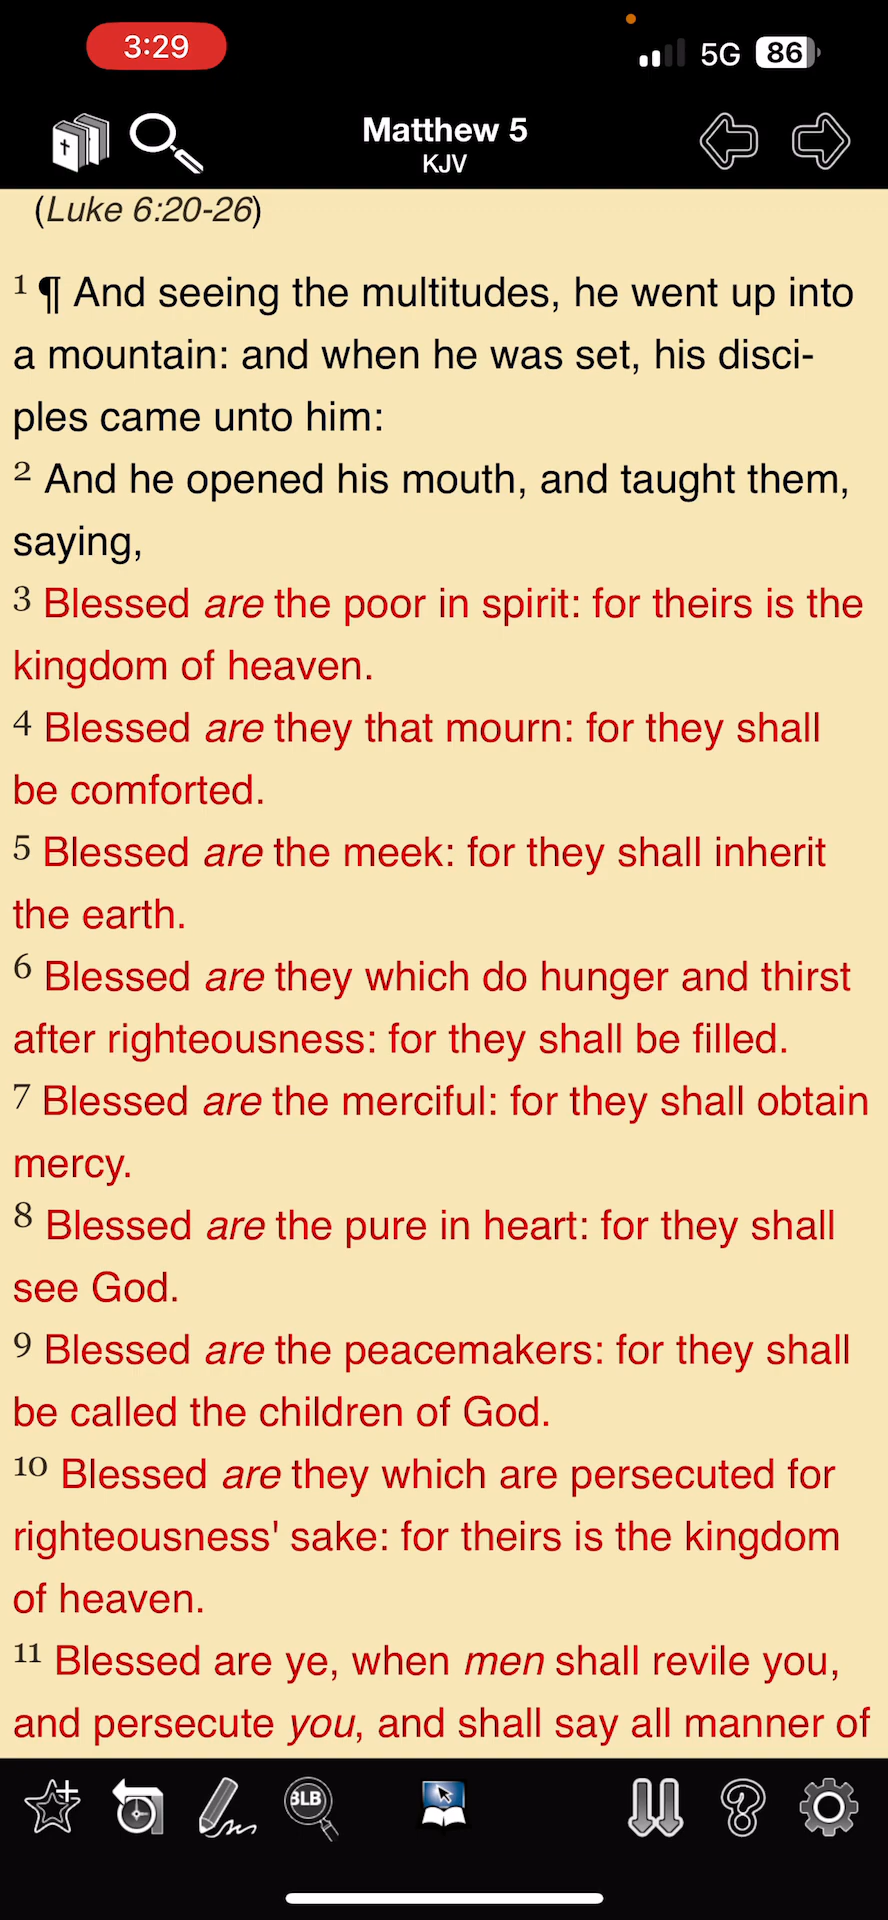 3:29
5G 86
Matthew 5
KJV
(Luke 6:20-26)
1 ¶ And seeing the multitudes, he went up into
a mountain: and when he was set, his disci-
ples came unto him:
2 And he opened his mouth, and taught them,
saying,
3 Blessed are the poor in spirit: for theirs is the
kingdom of heaven.
4 Blessed are they that mourn: for they shall
be comforted.
5 Blessed are the meek: for they shall inherit
the earth.
6 Blessed are they which do hunger and thirst
after righteousness: for they shall be filled.
7 Blessed are the merciful: for they shall obtain
mercy.
8 Blessed are the pure in heart: for they shall
see God.
9 Blessed are the peacemakers: for they shall
be called the children of God.
10 Blessed are they which are persecuted for
righteousness' sake: for theirs is the kingdom
of heaven.
11 Blessed are ye, when men shall revile you,
and persecute you, and shall say all manner of
BLB